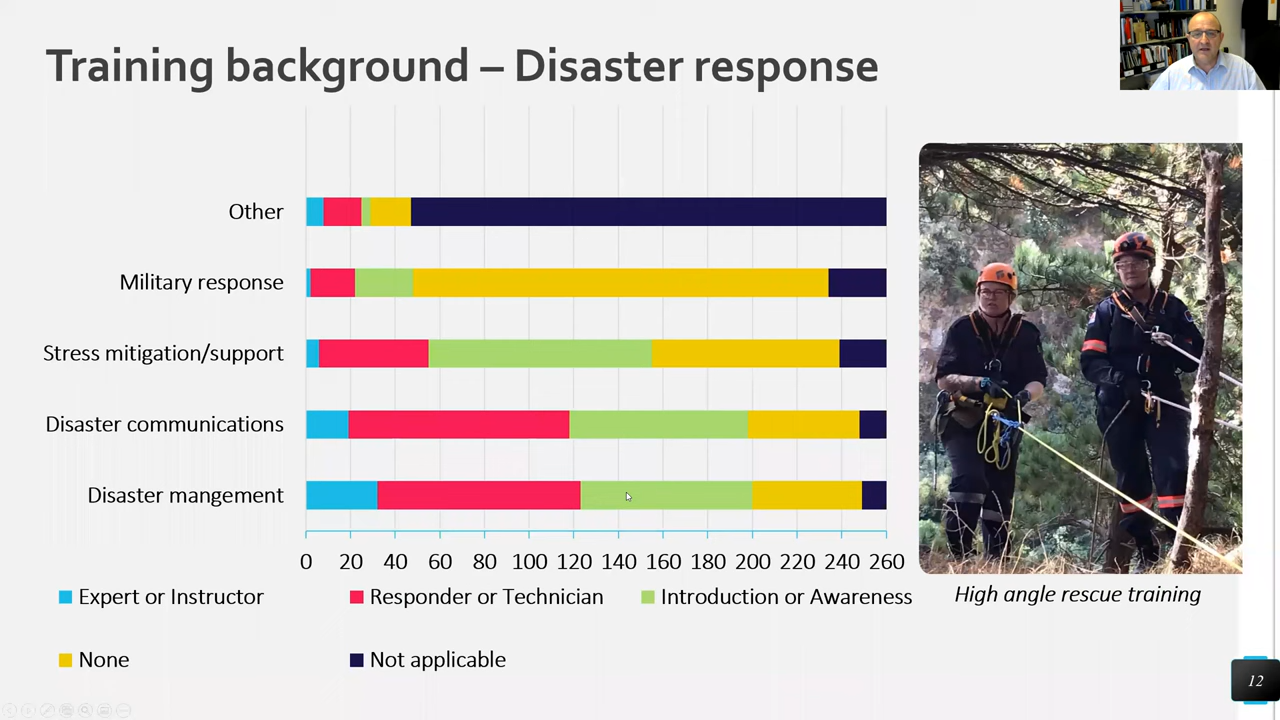 Training background – Disaster response
Other
Military response
Stress mitigation/support
Disaster communications
Disaster mangement
0 20 40 60 80 100 120 140 160 180 200 220 240 260
Expert or Instructor
Responder or Technician
Introduction or Awareness
None
Not applicable
High angle rescue training
12